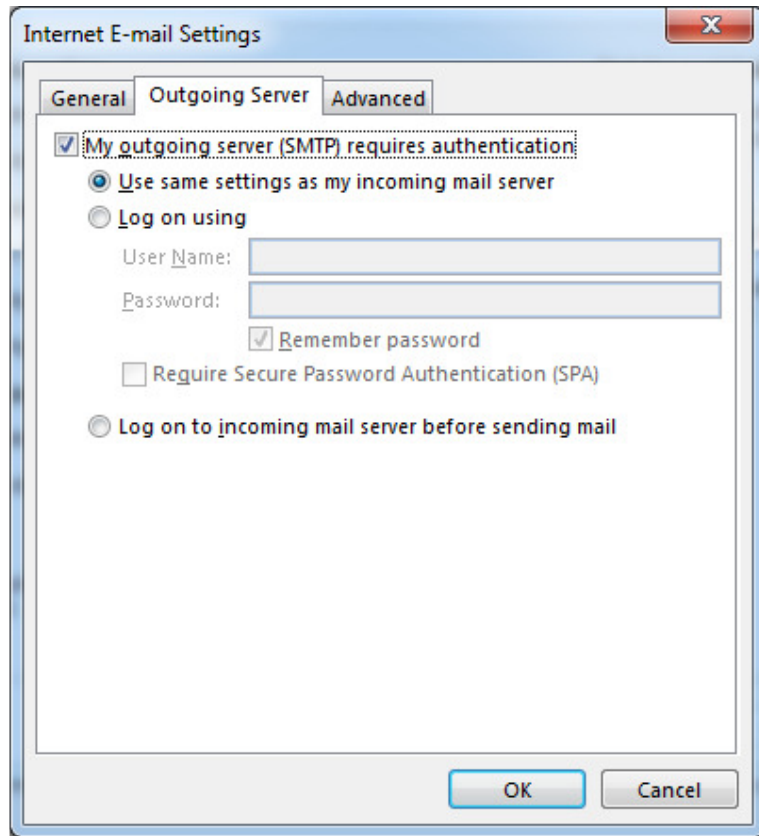 Internet E-mail Settings
General Outgoing Server Advanced
My outgoing server (SMTP) requires authentication
Use same settings as my incoming mail server
Log on using
User Name:
Password:
Remember password
Require Secure Password Authentication (SPA)
Log on to incoming mail server before sending mail
OK Cancel